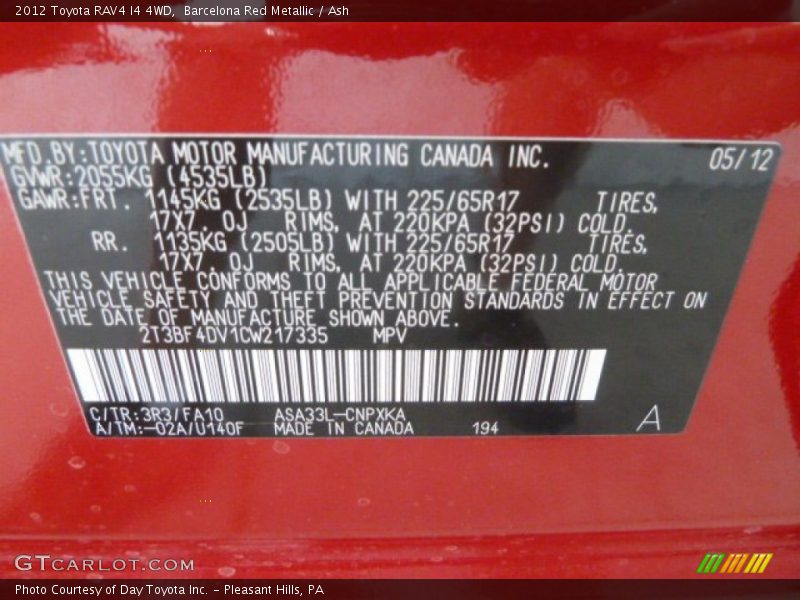 2012 Toyota RAV4 I4 4WD, Barcelona Red Metallic / Ash
MFD.BY:TOYOTA MOTOR MANUFACTURING CANADA INC. 05/12
GVWR:2055KG (4535LB)
GAWR:FRT. 1145KG (2535LB) WITH 225/65R17 TIRES,
17X7.0J RIMS, AT 220KPA (32PSI) COLD.
RR. 1135KG (2505LB) WITH 225/65R17 TIRES,
17X7.0J RIMS, AT 220KPA (32PSI) COLD.
THIS VEHICLE CONFORMS TO ALL APPLICABLE FEDERAL MOTOR
VEHICLE SAFETY AND THEFT PREVENTION STANDARDS IN EFFECT ON
THE DATE OF MANUFACTURE SHOWN ABOVE.
2T3BF4DV1CW217335 MPV
C/TR:3R3/FA10 ASA33L-CNPXKA
A/TM:-02A/U140F MADE IN CANADA 194 A
GTCARLOT.COM
Photo Courtesy of Day Toyota Inc. - Pleasant Hills, PA